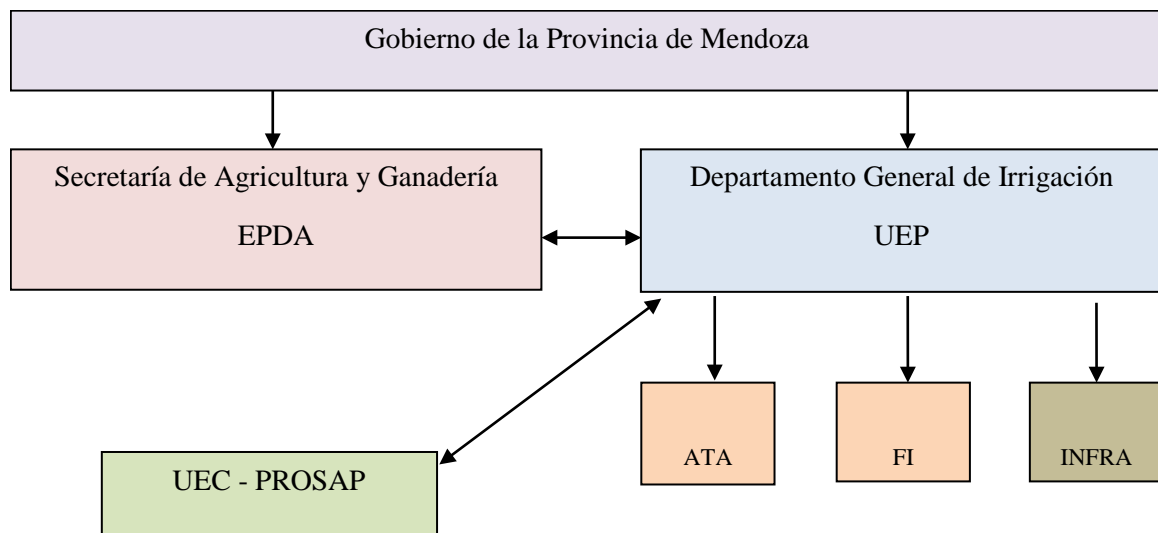 Gobierno de la Provincia de Mendoza
Secretaría de Agricultura y Ganadería
EPDA
Departamento General de Irrigación
UEP
ATA
FI
INFRA
UEC - PROSAP